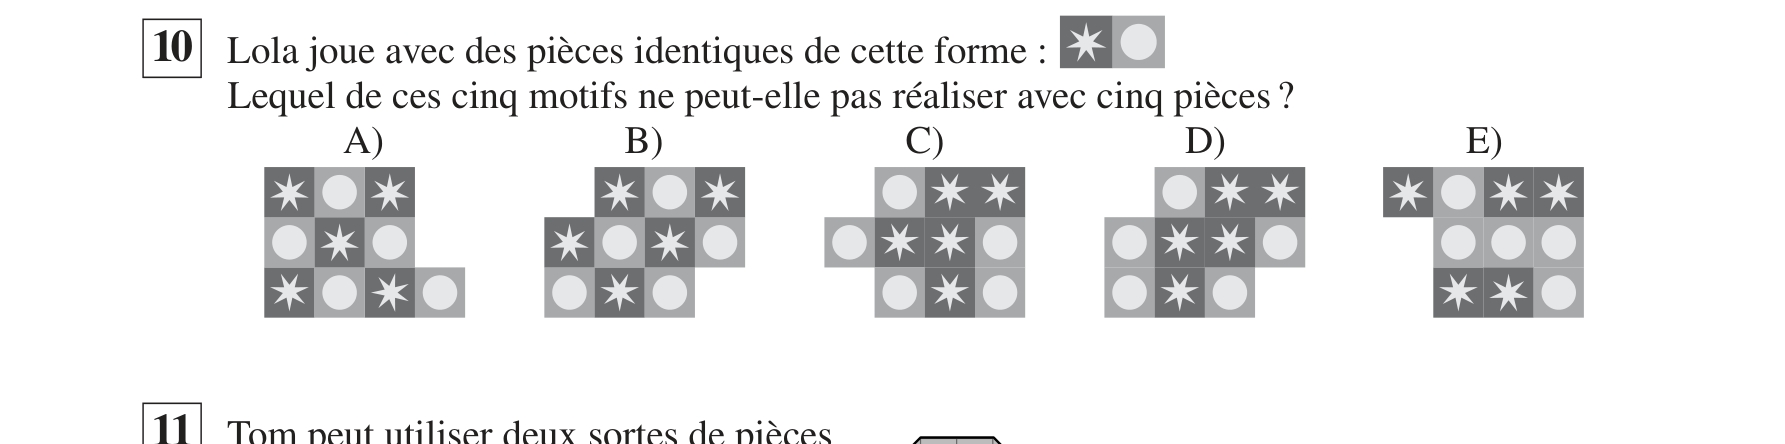 10 Lola joue avec des pièces identiques de cette forme :
Lequel de ces cinq motifs ne peut-elle pas réaliser avec cinq pièces ?
A) B) C) D) E)
11 Tom peut utiliser deux sortes de pièces